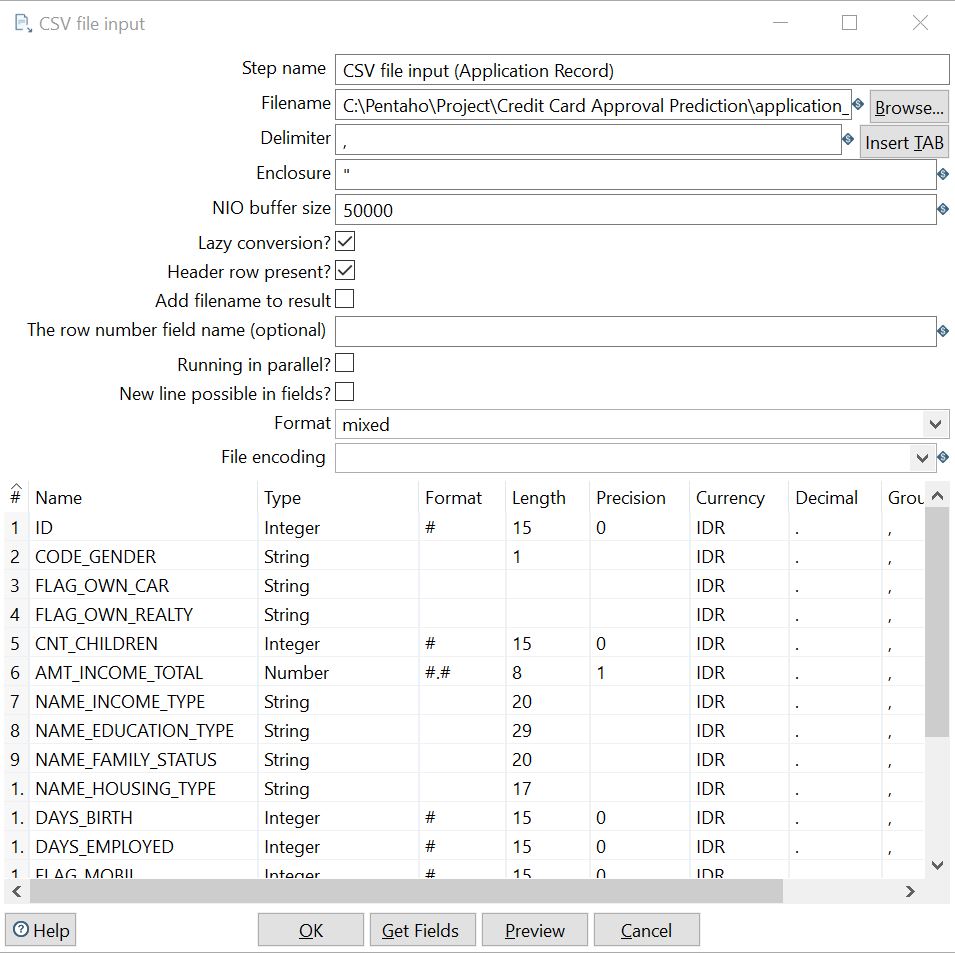 CSV file input
Step name CSV file input (Application Record)
Filename C:\Pentaho\Project\Credit Card Approval Prediction\application_ Browse...
Delimiter , Insert TAB
Enclosure "
NIO buffer size 50000
Lazy conversion?
Header row present?
Add filename to result
The row number field name (optional)
Running in parallel?
New line possible in fields?
Format mixed
File encoding
# Name Type Format Length Precision Currency Decimal Grou
1 ID Integer # 15 0 IDR . ,
2 CODE_GENDER String 1 IDR . ,
3 FLAG_OWN_CAR String IDR . ,
4 FLAG_OWN_REALTY String IDR . ,
5 CNT_CHILDREN Integer # 15 0 IDR . ,
6 AMT_INCOME_TOTAL Number #.# 8 1 IDR . ,
7 NAME_INCOME_TYPE String 20 IDR . ,
8 NAME_EDUCATION_TYPE String 29 IDR . ,
9 NAME_FAMILY_STATUS String 20 IDR . ,
1. NAME_HOUSING_TYPE String 17 IDR . ,
1. DAYS_BIRTH Integer # 15 0 IDR . ,
1. DAYS_EMPLOYED Integer # 15 0 IDR . ,
1. FLAG_MOBIL Integer # 15 0 IDR
Help OK Get Fields Preview Cancel